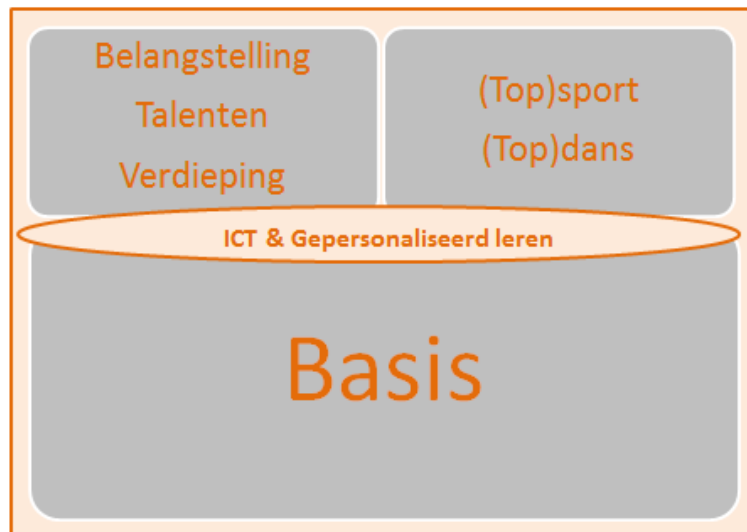 Belangstelling
Talenten
Verdieping
(Top)sport
(Top)dans
ICT & Gepersonaliseerd leren
Basis